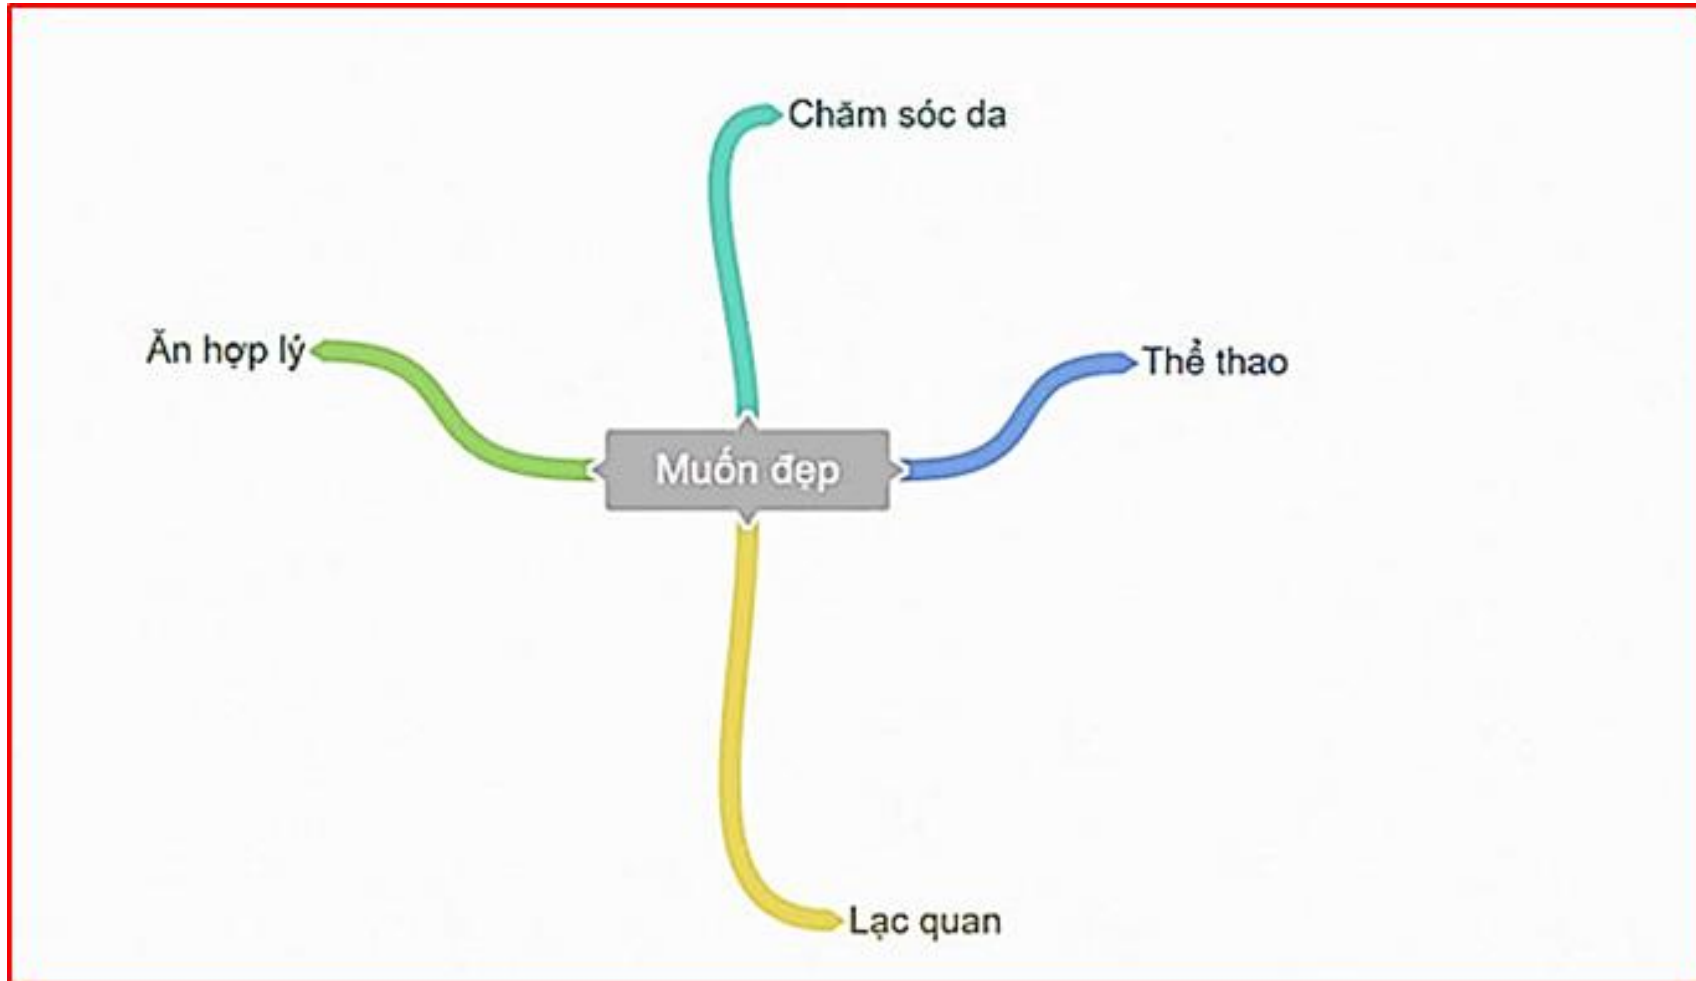 Chăm sóc da
Ăn hợp lý
Thể thao
Muốn đẹp
Lạc quan